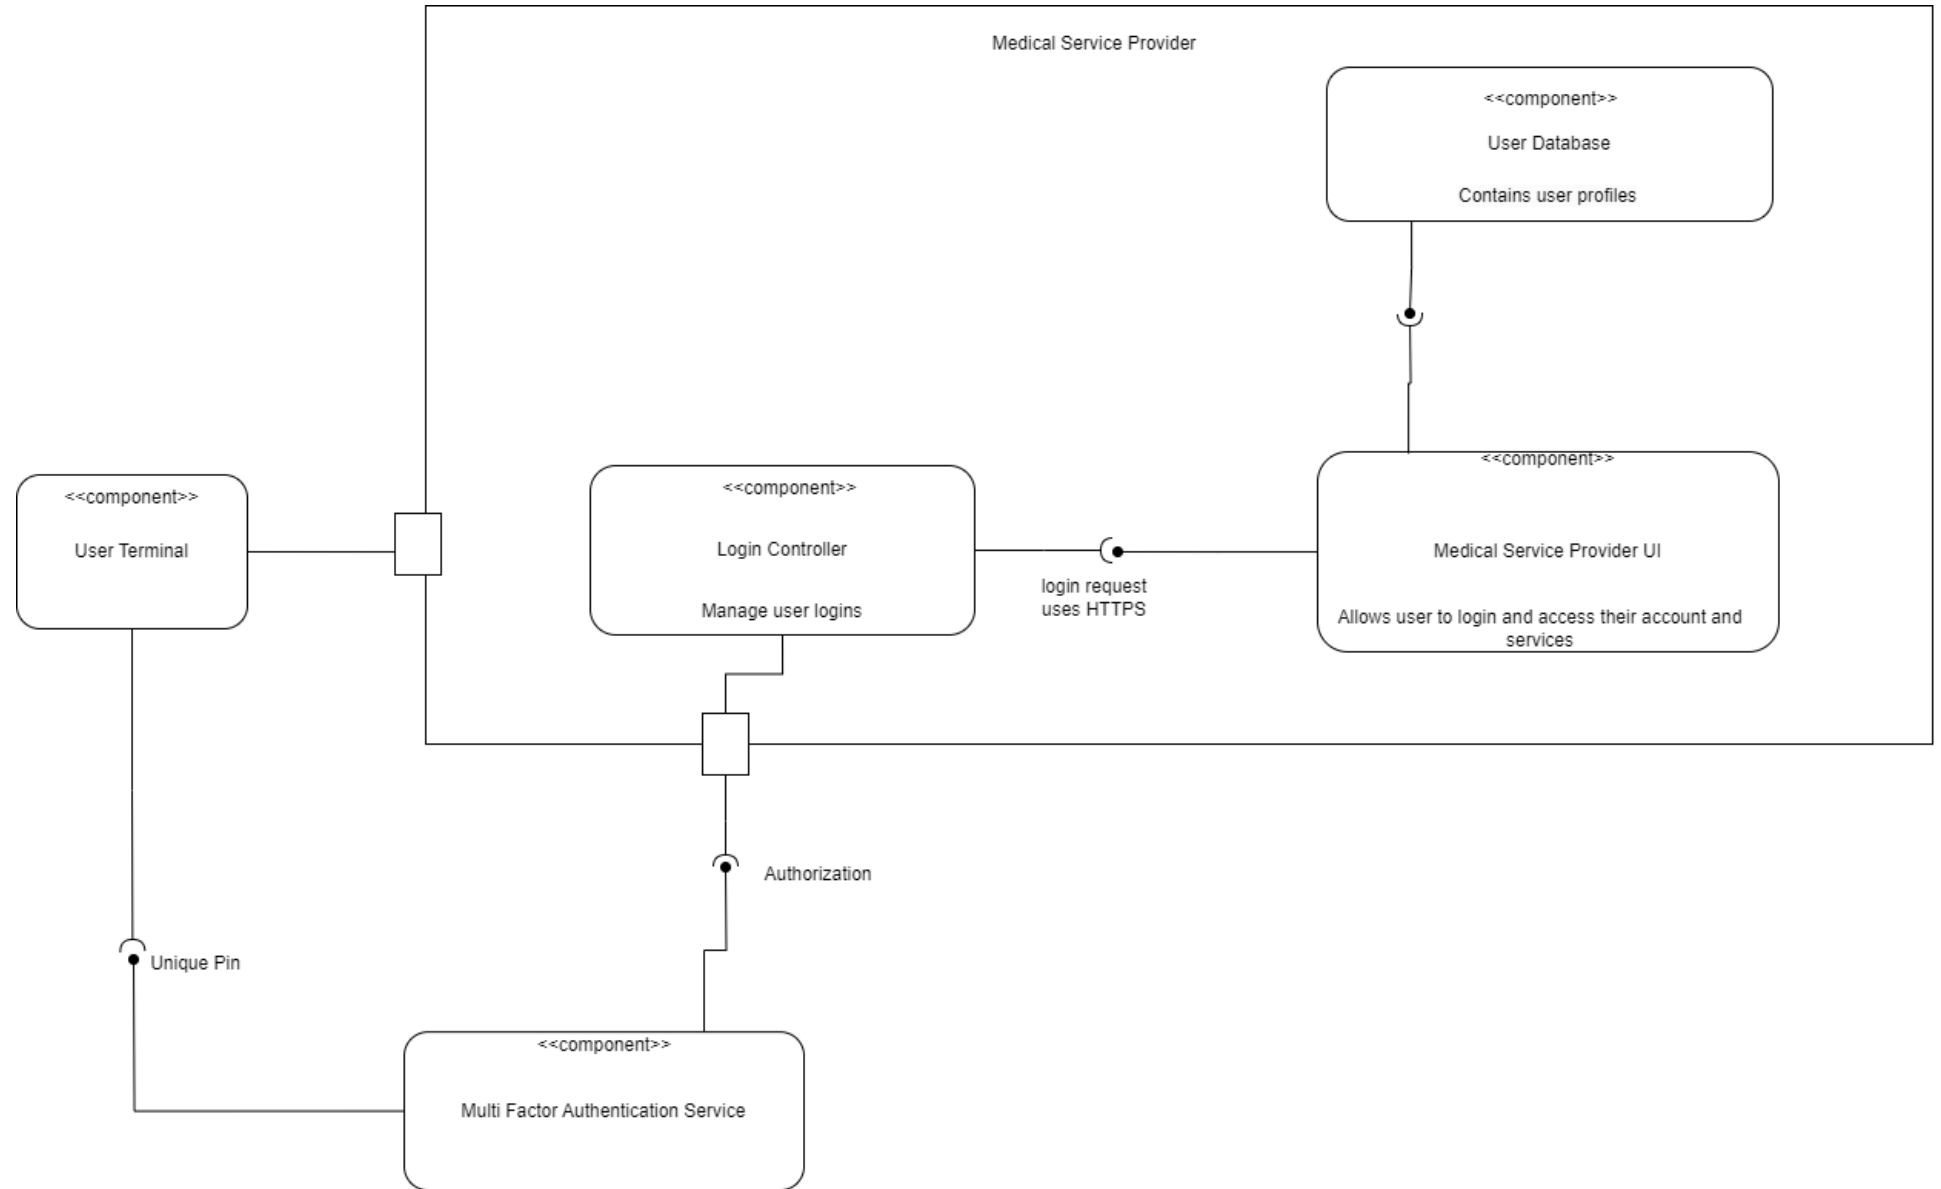 Medical Service Provider
<<component>>
User Database
Contains user profiles
<<component>>
User Terminal
<<component>>
Login Controller
Manage user logins
login request
uses HTTPS
<<component>>
Medical Service Provider UI
Allows user to login and access their account and
services
Authorization
Unique Pin
<<component>>
Multi Factor Authentication Service